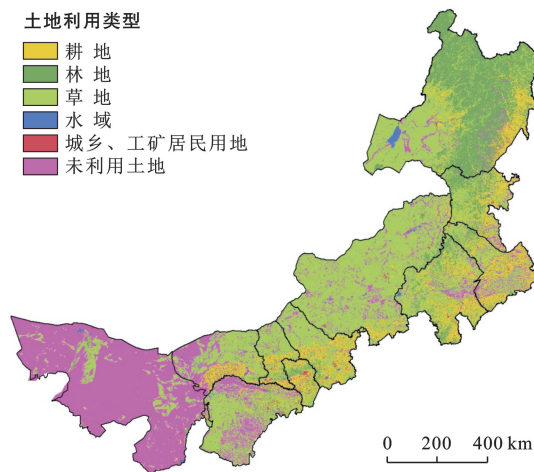 土地利用类型
耕 地
林 地
草 地
水 域
城乡、工矿居民用地
未利用土地
0 200 400 km